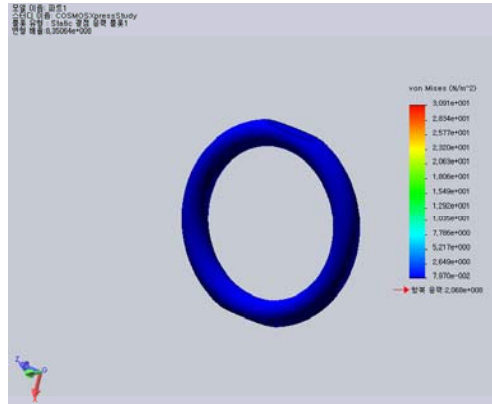 모델 이름: 파트1
스터디 이름: COSMOSXpressStudy
플롯 유형 : Static 결점 응력 플롯1
변형 배율:8,35064e+008
von Mises (N/m^2)
3,091e+001
2,834e+001
2,577e+001
2,320e+001
2,063e+001
1,806e+001
1,549e+001
1,292e+001
1,035e+001
7,786e+000
5,217e+000
2,649e+000
7,970e-002
항복 응력:2,068e+008
Z
X